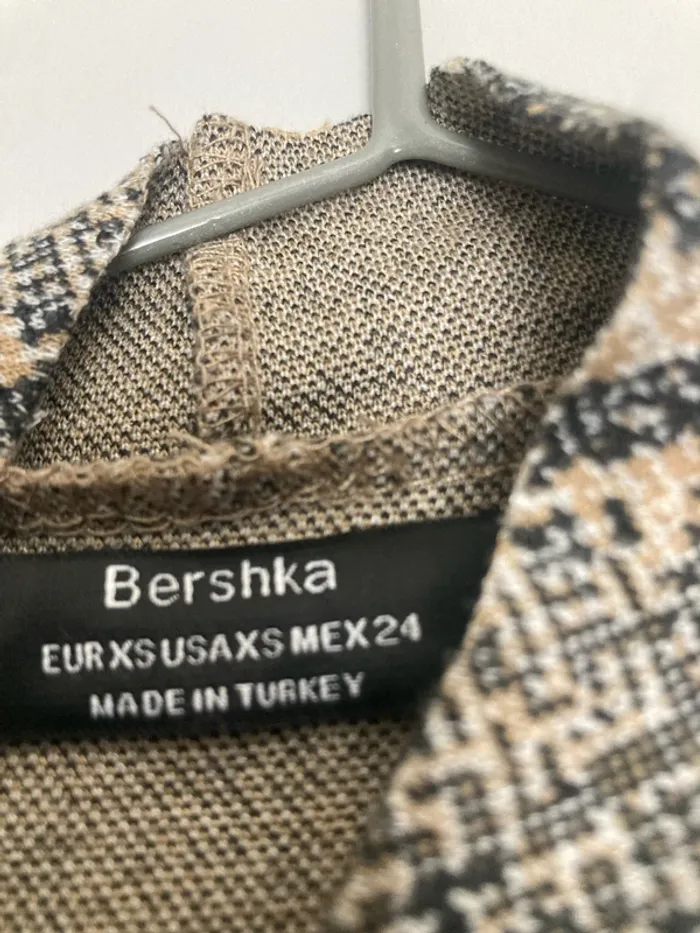 Bershka
EUR XS USA XS MEX 24
MADE IN TURKEY